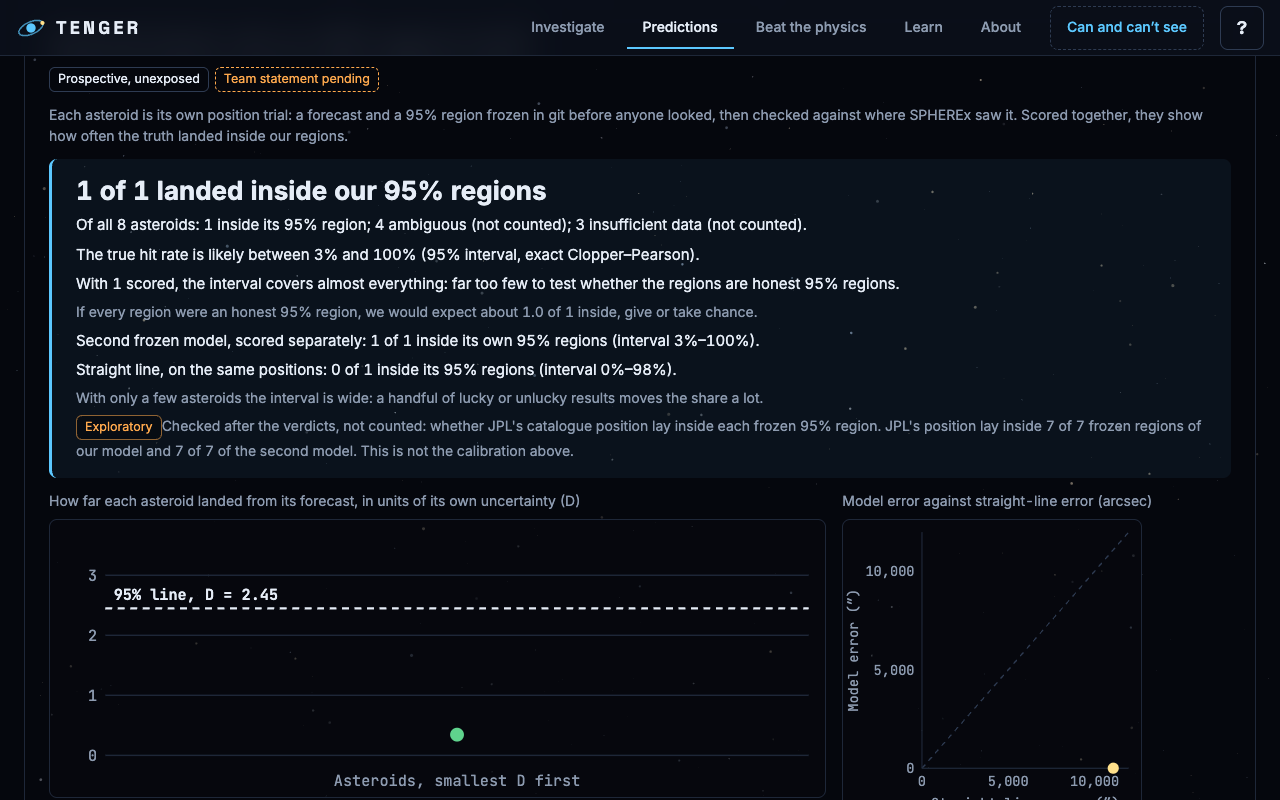 TENGER
Investigate
Predictions
Beat the physics
Learn
About
Can and can't see
?
Prospective, unexposed
Team statement pending
Each asteroid is its own position trial: a forecast and a 95% region frozen in git before anyone looked, then checked against where SPHEREx saw it. Scored together, they show
how often the truth landed inside our regions.
1 of 1 landed inside our 95% regions
Of all 8 asteroids: 1 inside its 95% region; 4 ambiguous (not counted); 3 insufficient data (not counted).
The true hit rate is likely between 3% and 100% (95% interval, exact Clopper–Pearson).
With 1 scored, the interval covers almost everything: far too few to test whether the regions are honest 95% regions.
If every region were an honest 95% region, we would expect about 1.0 of 1 inside, give or take chance.
Second frozen model, scored separately: 1 of 1 inside its own 95% regions (interval 3%–100%).
Straight line, on the same positions: 0 of 1 inside its 95% regions (interval 0%–98%).
With only a few asteroids the interval is wide: a handful of lucky or unlucky results moves the share a lot.
Exploratory Checked after the verdicts, not counted: whether JPL's catalogue position lay inside each frozen 95% region. JPL's position lay inside 7 of 7 frozen regions of
our model and 7 of 7 of the second model. This is not the calibration above.
How far each asteroid landed from its forecast, in units of its own uncertainty (D)
3
95% line, D = 2.45
2
1
0
Asteroids, smallest D first
Model error against straight-line error (arcsec)
Model error (″)
10,000
5,000
0
0
5,000
10,000